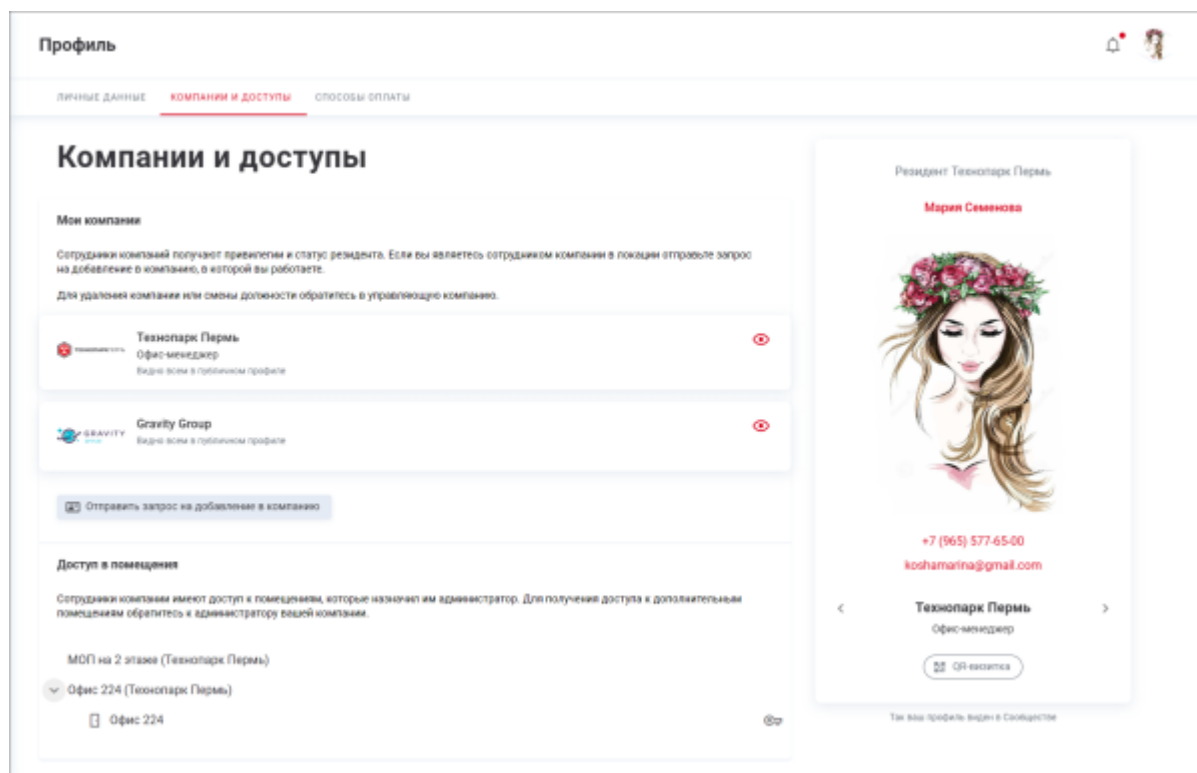 Профиль
ЛИЧНЫЕ ДАННЫЕ КОМПАНИИ И ДОСТУПЫ СПОСОБЫ ОПЛАТЫ
Компании и доступы
Мои компании
Сотрудники компаний получают привилегии и статус резидента. Если вы являетесь сотрудником компании в локации отправьте запрос
на добавление в компанию, в которой вы работаете.
Для удаления компании или смены должности обратитесь в управляющую компанию.
Технопарк Пермь
Офис-менеджер
Видно всем в публичном профиле
GRAVITY
Gravity Group
Видно всем в публичном профиле
Отправить запрос на добавление в компанию
Доступ в помещения
Сотрудники компании имеют доступ к помещениям, которые назначил им администратор. Для получения доступа к дополнительным
помещениям обратитесь к администратору вашей компании.
МОП на 2 этаже (Технопарк Пермь)
Офис 224 (Технопарк Пермь)
Офис 224
Резидент Технопарк Пермь
Мария Семенова
+7 (965) 577-65-00
koshamarina@gmail.com
Технопарк Пермь
Офис-менеджер
QR-визитка
Так ваш профиль виден в Сообществе